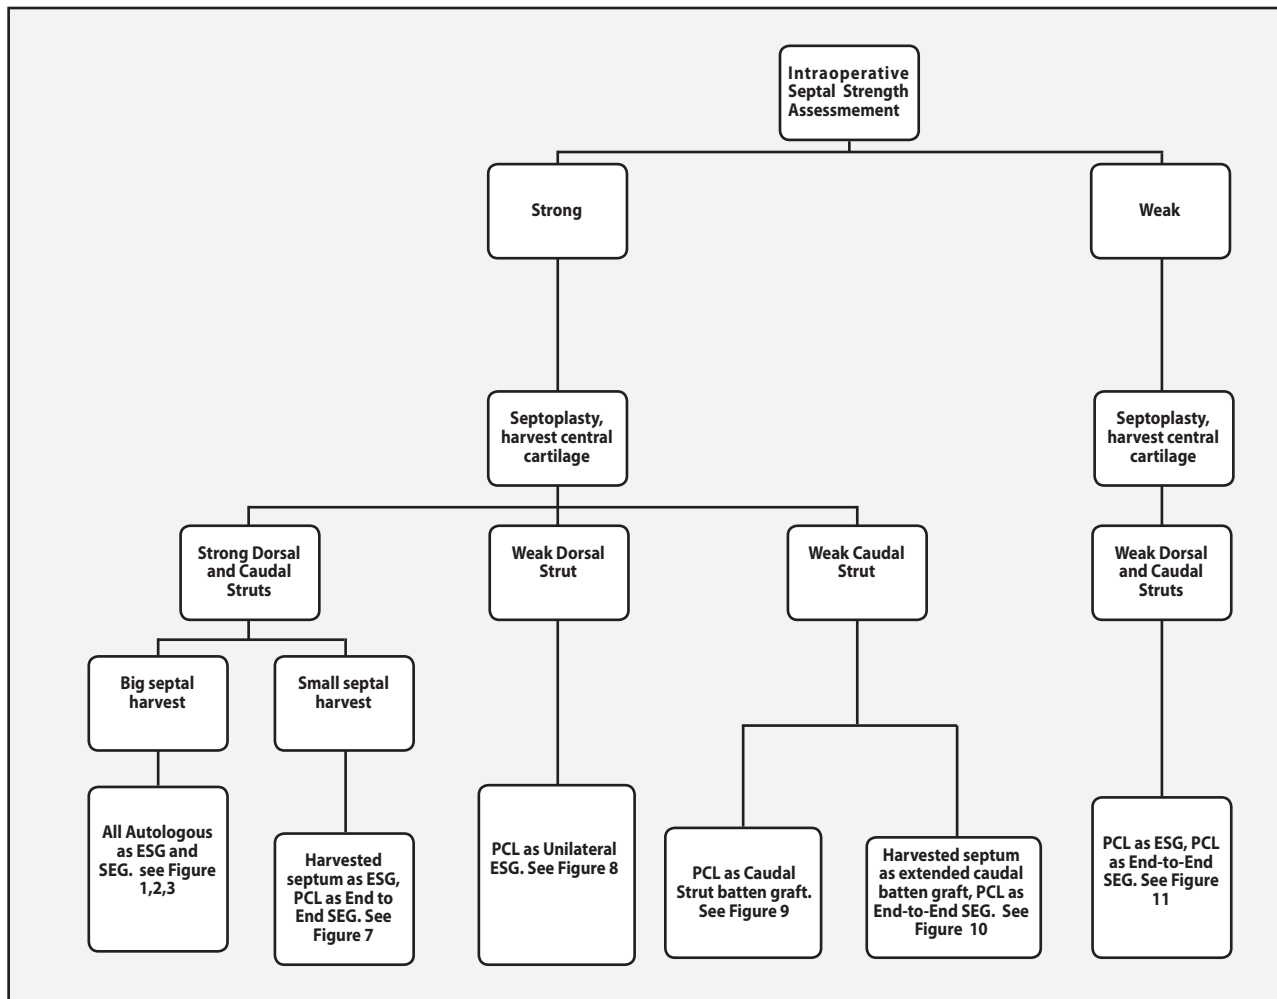 Intraoperative
Septal Strength
Assessmement
Strong
Weak
Septoplasty,
harvest central
cartilage
Septoplasty,
harvest central
cartilage
Strong Dorsal
and Caudal
Struts
Weak Dorsal
Strut
Weak Caudal
Strut
Weak Dorsal
and Caudal
Struts
Big septal
harvest
Small septal
harvest
All Autologous
as ESG and
SEG. see Figure
1,2,3
Harvested
septum as ESG,
PCL as End to
End SEG. See
Figure 7
PCL as Unilateral
ESG. See Figure 8
PCL as Caudal
Strut batten graft.
See Figure 9
Harvested septum
as extended caudal
batten graft, PCL as
End-to-End SEG. See
Figure 10
PCL as ESG, PCL
as End-to-End
SEG. See Figure
11